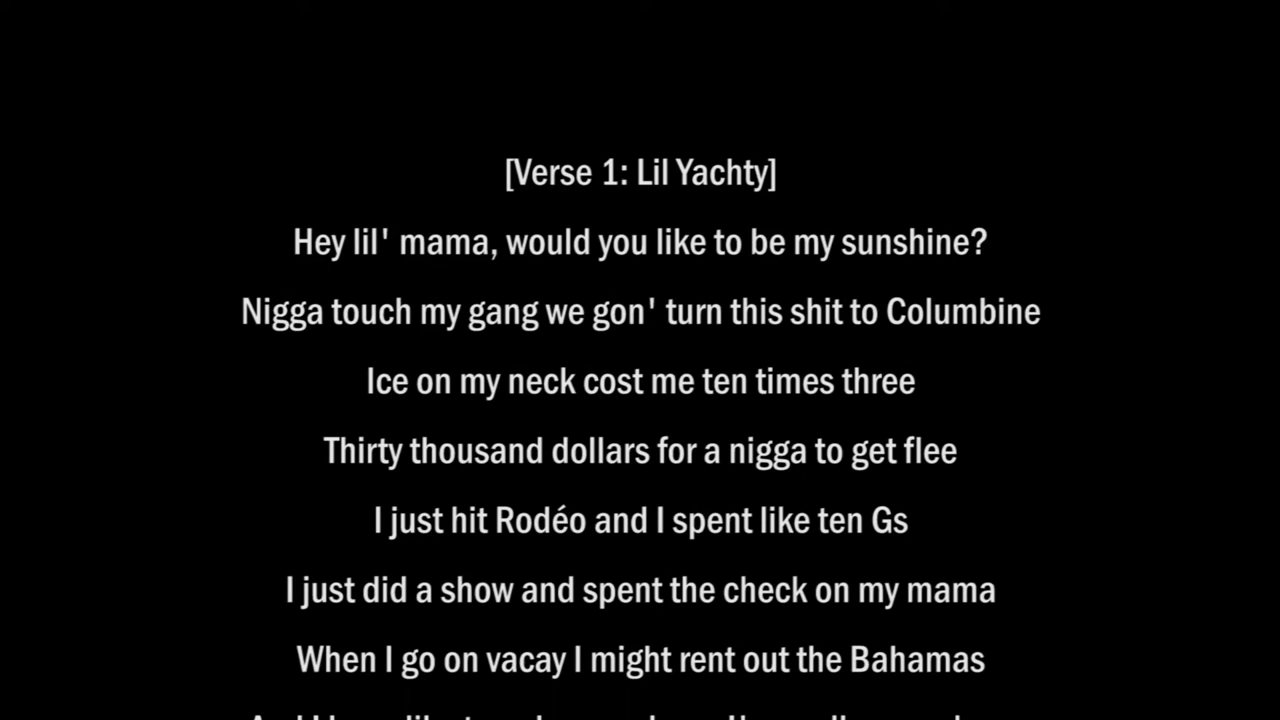 [Verse 1: Lil Yachty]
Hey lil' mama, would you like to be my sunshine?
Nigga touch my gang we gon' turn this shit to Columbine
Ice on my neck cost me ten times three
Thirty thousand dollars for a nigga to get flee
I just hit Rodéo and I spent like ten Gs
I just did a show and spent the check on my mama
When I go on vacay I might rent out the Bahamas